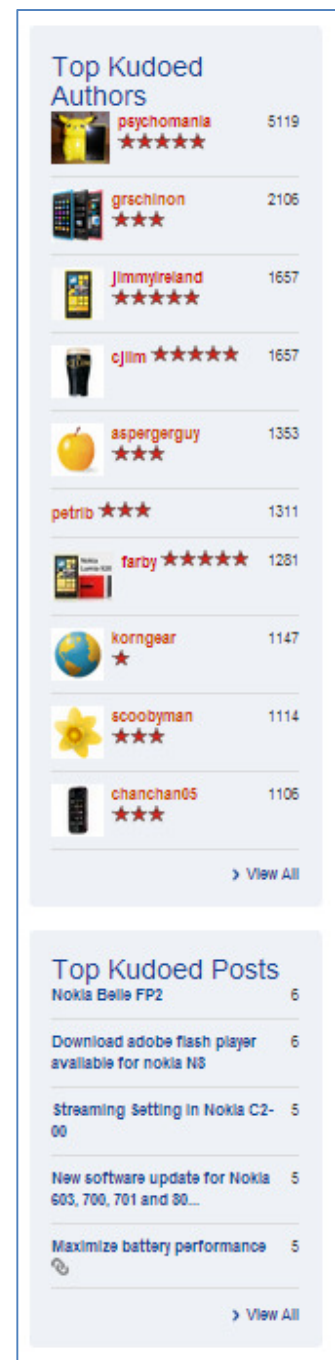 Top Kudoed
Authors
psychomania 5119
★★★★★
grschinon 2106
★★★
jimmyireland 1657
★★★★★
cjlim ★★★★★ 1657
aspergerguy 1353
★★★
petrib ★★★ 1311
farby ★★★★★ 1281
korngear 1147
★
scoobyman 1114
★★★
chanchan05 1106
★★★
> View All
Top Kudoed Posts
Nokia Belle FP2 6
Download adobe flash player 6
available for nokia N8
Streaming Setting in Nokia C2- 5
00
New software update for Nokia 5
603, 700, 701 and 80...
Maximize battery performance 5
> View All